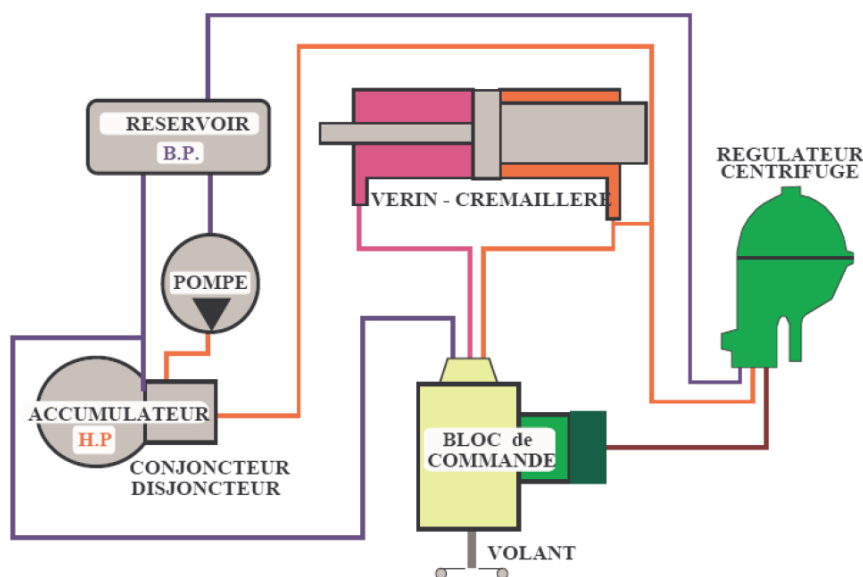 RESERVOIR
B.P.
VERIN - CREMAILLERE
REGULATEUR
CENTRIFUGE
POMPE
ACCUMULATEUR
H.P
CONJONCTEUR
DISJONCTEUR
BLOC de
COMMANDE
VOLANT